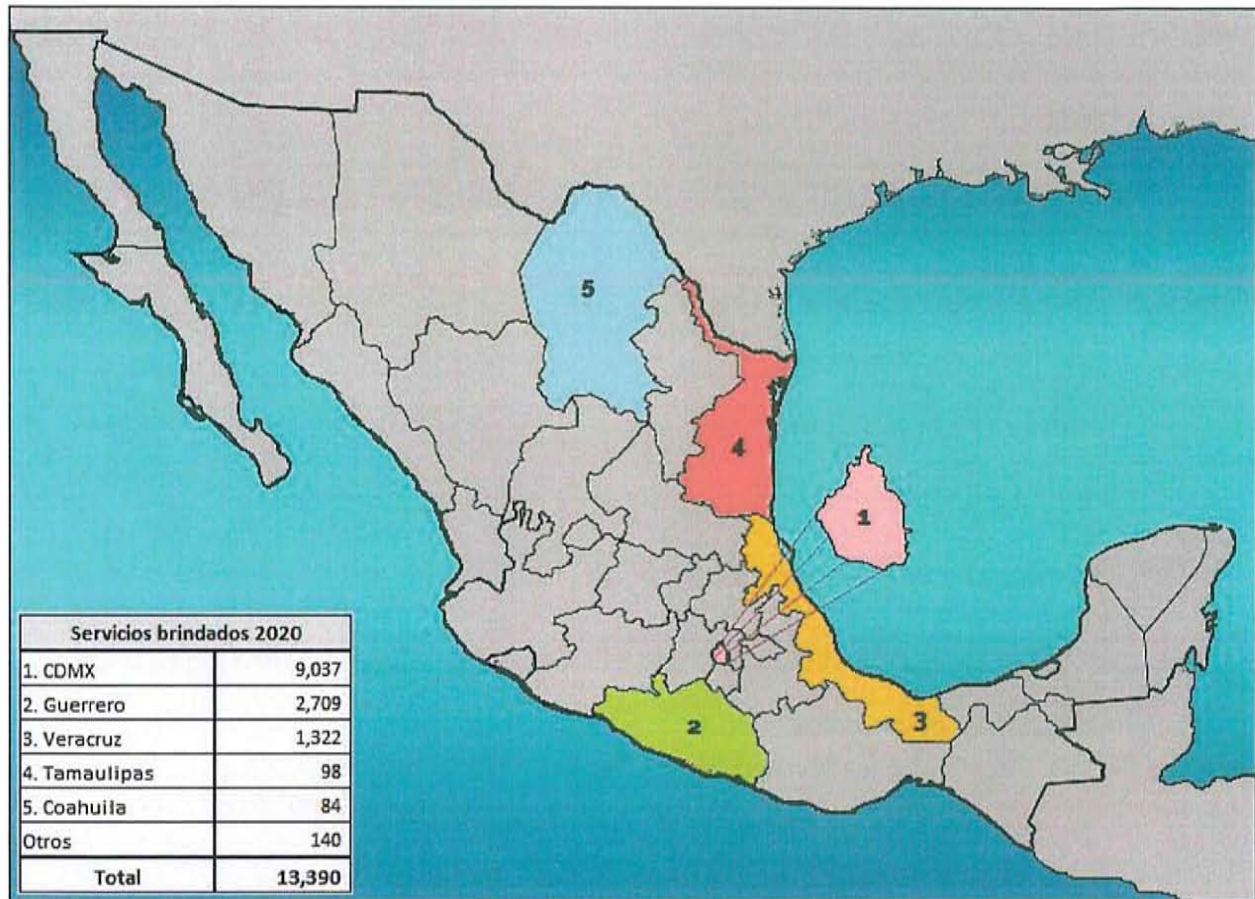 5
4
1
2
3
Servicios brindados 2020
1. CDMX 9,037
2. Guerrero 2,709
3. Veracruz 1,322
4. Tamaulipas 98
5. Coahuila 84
Otros 140
Total 13,390